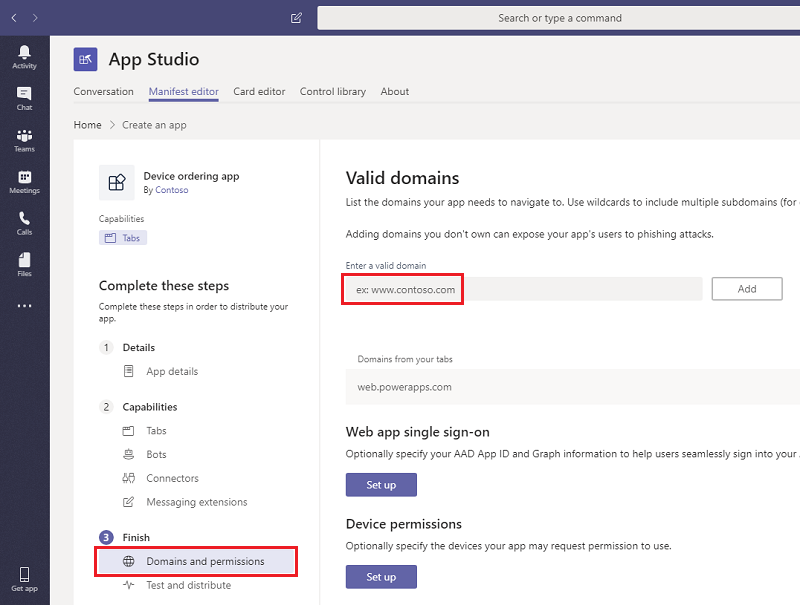 Search or type a command
Activity
Chat
Teams
Meetings
Calls
Files
Get app
App Studio
Conversation Manifest editor Card editor Control library About
Home > Create an app
Device ordering app
By Contoso
Capabilities
Tabs
Complete these steps
Complete these steps in order to distribute your
app.
1 Details
App details
2 Capabilities
Tabs
Bots
Connectors
Messaging extensions
3 Finish
Domains and permissions
Test and distribute
Valid domains
List the domains your app needs to navigate to. Use wildcards to include multiple subdomains (for
Adding domains you don't own can expose your app's users to phishing attacks.
Enter a valid domain
ex: www.contoso.com
Add
Domains from your tabs
web.powerapps.com
Web app single sign-on
Optionally specify your AAD App ID and Graph information to help users seamlessly sign into your
Set up
Device permissions
Optionally specify the devices your app may request permission to use.
Set up